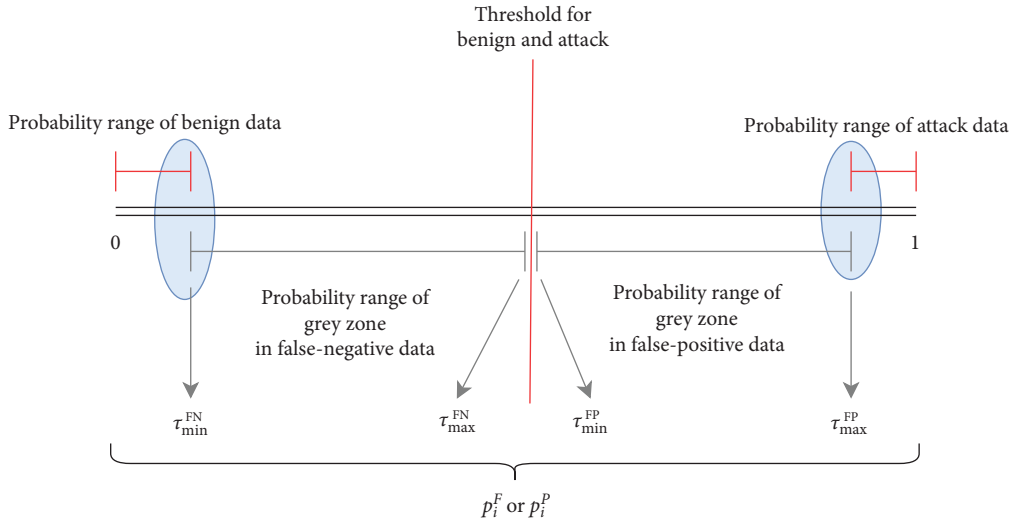 Threshold for
benign and attack
Probability range of benign data
Probability range of attack data
0
1
Probability range of
grey zone
in false-negative data
Probability range of
grey zone
in false-positive data
τ_min^FN
τ_max^FN
τ_min^FP
τ_max^FP
p_i^F or p_i^P